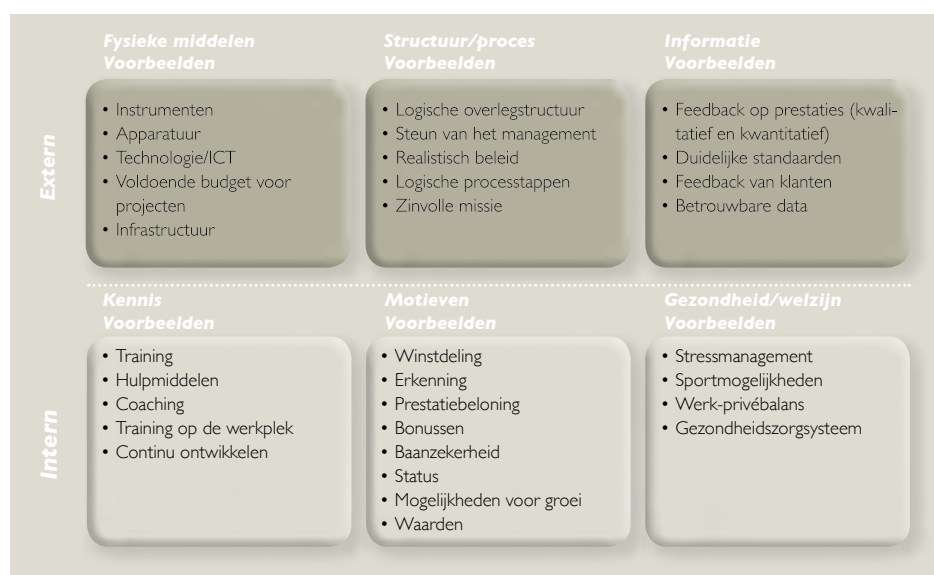 Extern
Fysieke middelen
Voorbeelden
• Instrumenten
• Apparatuur
• Technologie/ICT
• Voldoende budget voor
projecten
• Infrastructuur
Structuur/proces
Voorbeelden
• Logische overlegstructuur
• Steun van het management
• Realistisch beleid
• Logische processtappen
• Zinvolle missie
Informatie
Voorbeelden
• Feedback op prestaties (kwali-
tatief en kwantitatief)
• Duidelijke standaarden
• Feedback van klanten
• Betrouwbare data
Intern
Kennis
Voorbeelden
• Training
• Hulpmiddelen
• Coaching
• Training op de werkplek
• Continu ontwikkelen
Motieven
Voorbeelden
• Winstdeling
• Erkenning
• Prestatiebeloning
• Bonussen
• Baanzekerheid
• Status
• Mogelijkheden voor groei
• Waarden
Gezondheid/welzijn
Voorbeelden
• Stressmanagement
• Sportmogelijkheden
• Werk-privébalans
• Gezondheidszorgsysteem